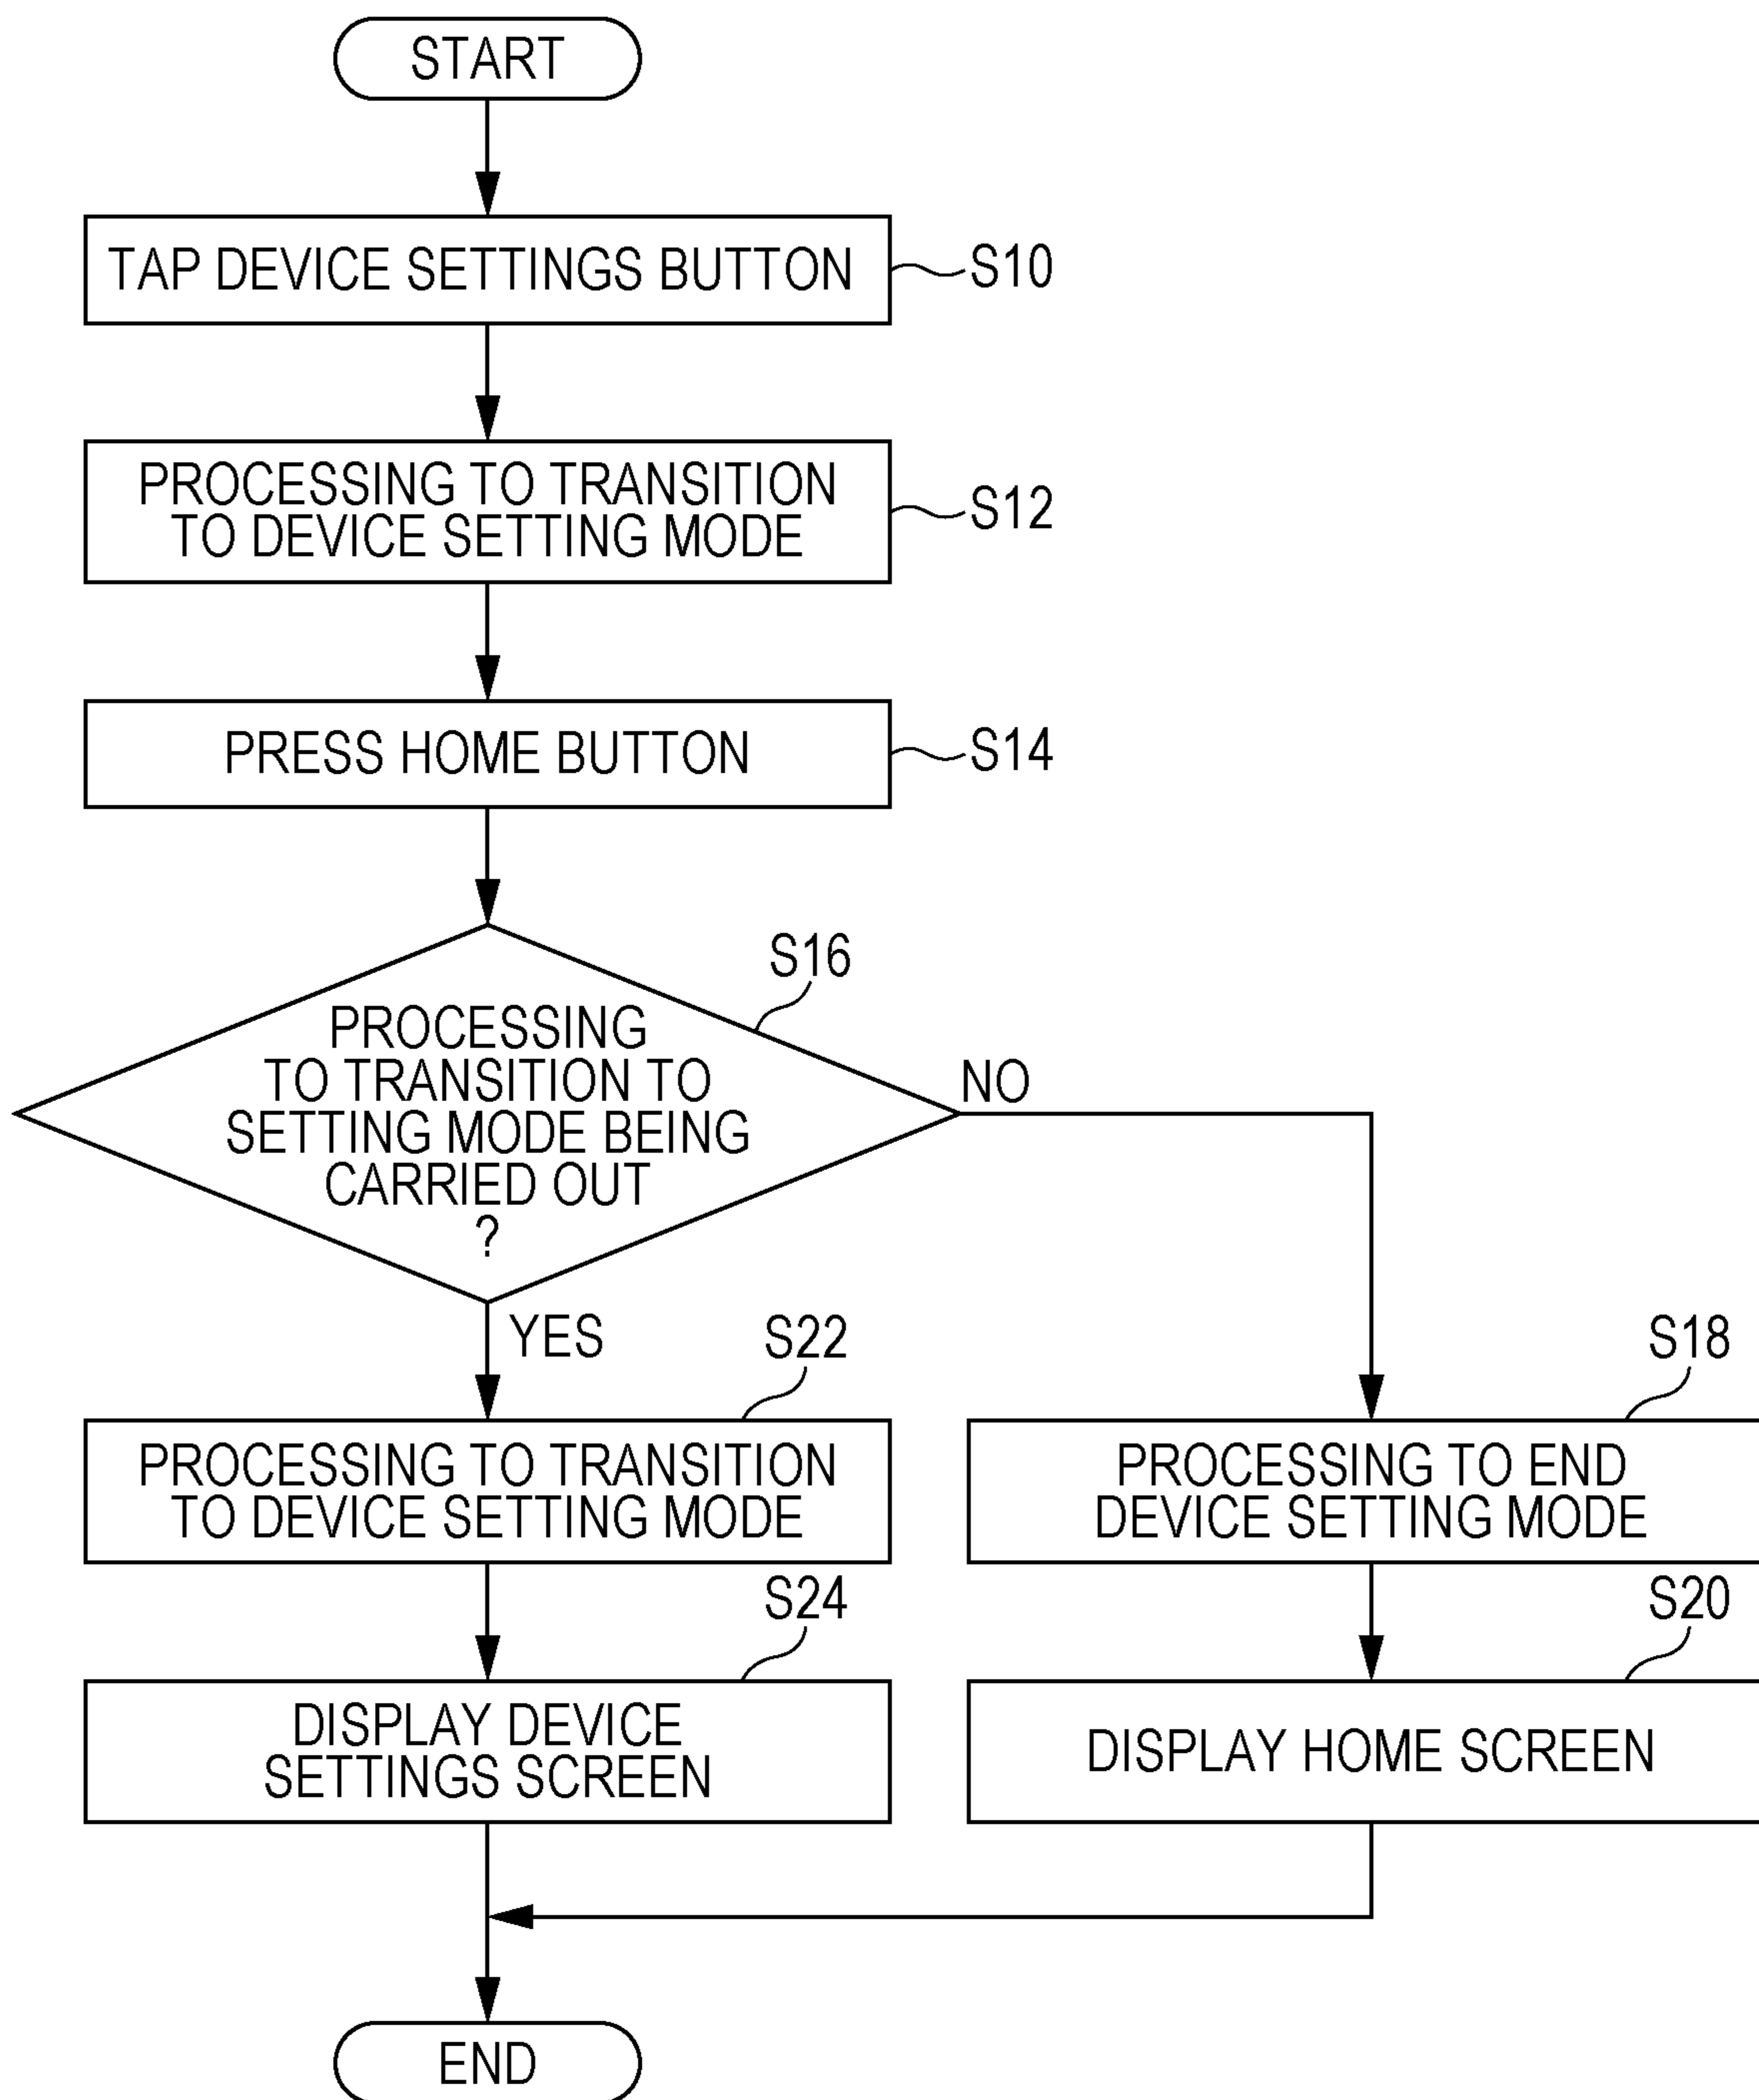 START
TAP DEVICE SETTINGS BUTTON
S10
PROCESSING TO TRANSITION
TO DEVICE SETTING MODE
S12
PRESS HOME BUTTON
S14
S16
PROCESSING
TO TRANSITION TO
SETTING MODE BEING
CARRIED OUT
?
NO
YES
S22
PROCESSING TO TRANSITION
TO DEVICE SETTING MODE
S18
PROCESSING TO END
DEVICE SETTING MODE
S24
DISPLAY DEVICE
SETTINGS SCREEN
S20
DISPLAY HOME SCREEN
END